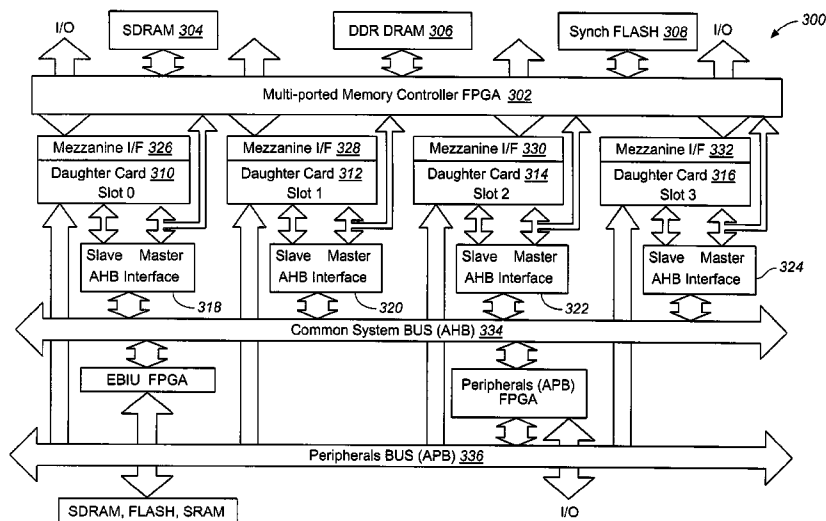 I/O
SDRAM 304
DDR DRAM 306
Synch FLASH 308
I/O
300
Multi-ported Memory Controller FPGA 302
Mezzanine I/F 326
Mezzanine I/F 328
Mezzanine I/F 330
Mezzanine I/F 332
Daughter Card 310
Slot 0
Daughter Card 312
Slot 1
Daughter Card 314
Slot 2
Daughter Card 316
Slot 3
Slave Master
AHB Interface
318
Slave Master
AHB Interface
320
Slave Master
AHB Interface
322
Slave Master
AHB Interface
324
Common System BUS (AHB) 334
EBIU FPGA
Peripherals (APB)
FPGA
Peripherals BUS (APB) 336
SDRAM, FLASH, SRAM
I/O